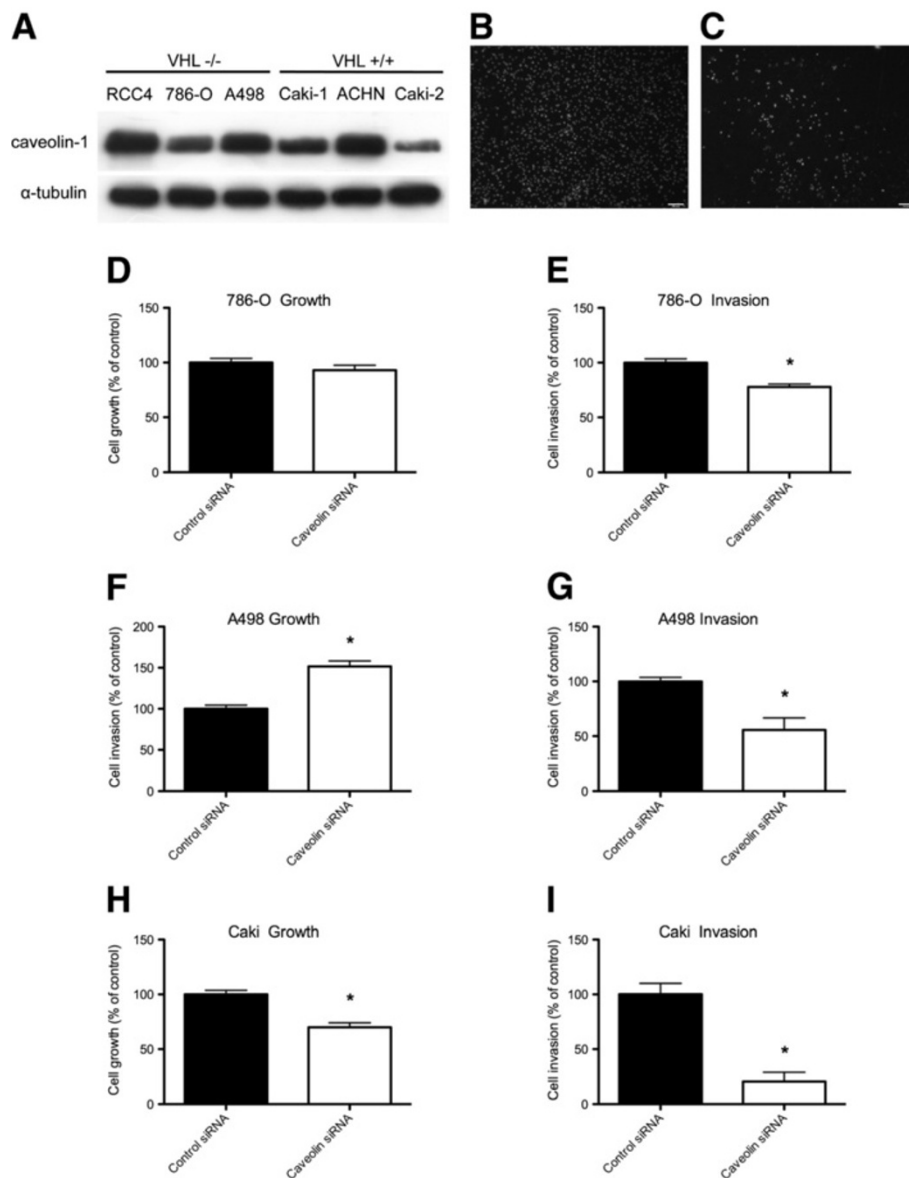 A
VHL -/- VHL +/+
RCC4 786-O A498 Caki-1 ACHN Caki-2
caveolin-1
α-tubulin
B
C
D
786-O Growth
Cell growth (% of control)
150
100
50
0
Control siRNA
Caveolin siRNA
E
786-O Invasion
Cell invasion (% of control)
150
100
50
0
*
Control siRNA
Caveolin siRNA
F
A498 Growth
Cell invasion (% of control)
200
150
100
50
0
*
Control siRNA
Caveolin siRNA
G
A498 Invasion
Cell invasion (% of control)
150
100
50
0
*
Control siRNA
Caveolin siRNA
H
Caki Growth
Cell growth (% of control)
150
100
50
0
*
Control siRNA
Caveolin siRNA
I
Caki Invasion
Cell invasion (% of control)
150
100
50
0
*
Control siRNA
Caveolin siRNA